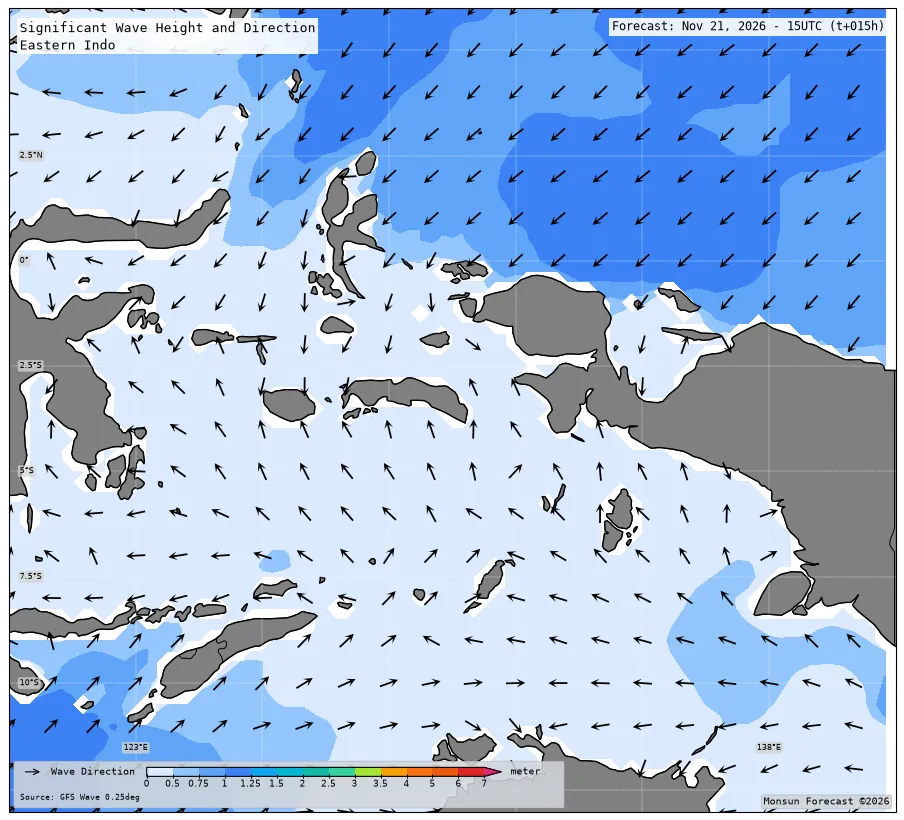 Significant Wave Height and Direction
Eastern Indo
Forecast: Nov 21, 2026 - 15UTC (t+015h)
2.5°N
0°
2.5°S
5°S
7.5°S
10°S
123°E
138°E
Wave Direction
meter
0 0.5 0.75 1 1.25 1.5 2 2.5 3 3.5 4 5 6 7
Source: GFS Wave 0.25deg
Monsun Forecast ©2026